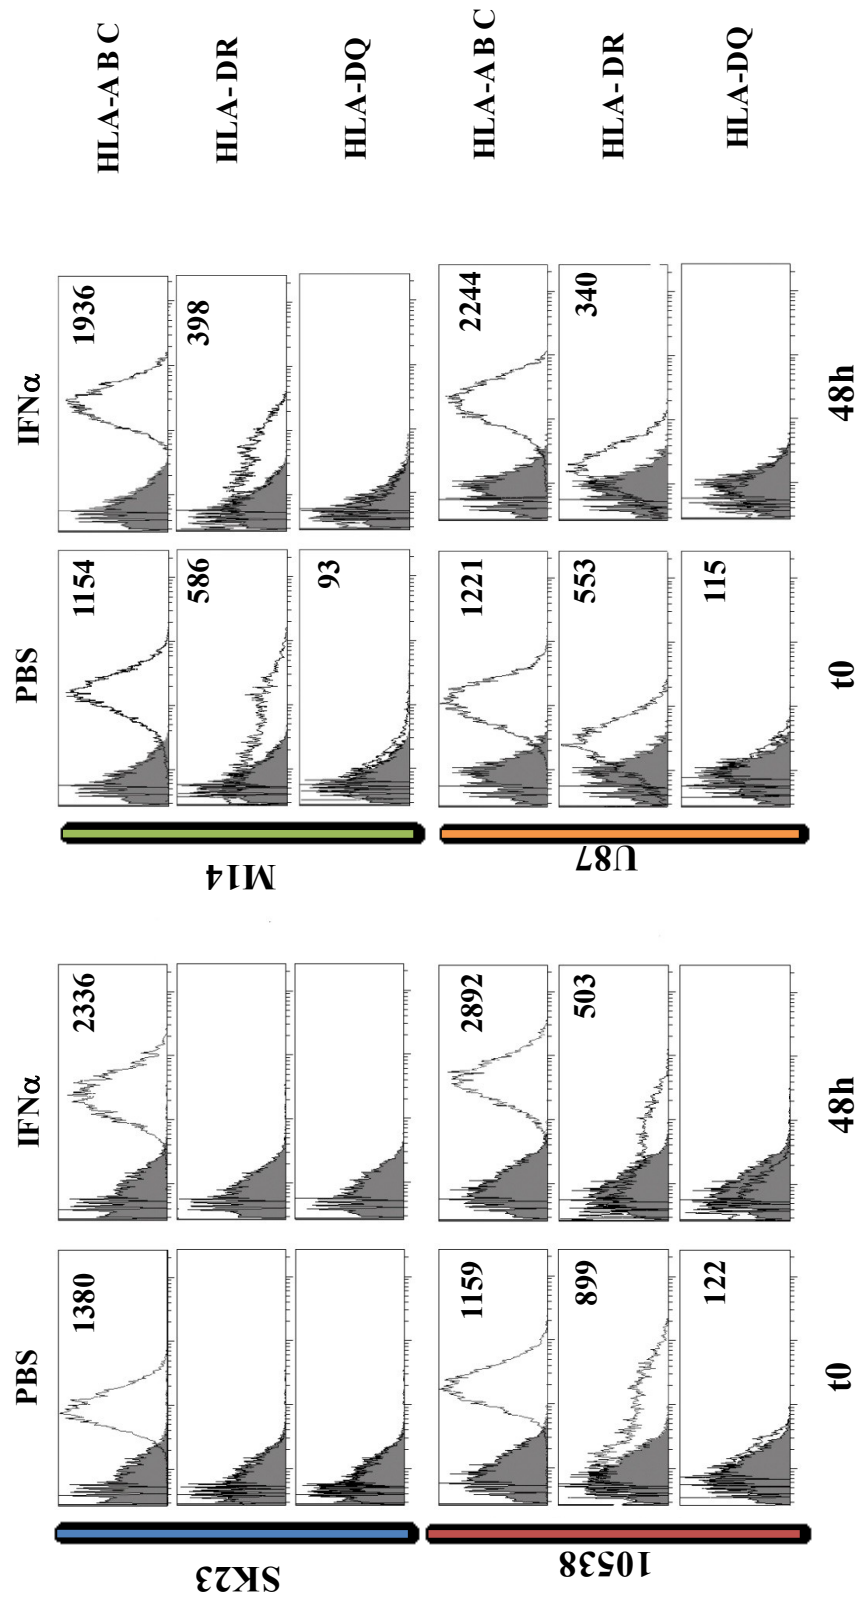 PBS
IFNα
PBS
IFNα
SK23
1380
2336
M14
1154
1936
HLA-AB C
586
398
HLA-DR
93
HLA-DQ
10538
1159
2892
U87
1221
2244
HLA-AB C
899
503
553
340
HLA-DR
122
115
HLA-DQ
t0
48h
t0
48h